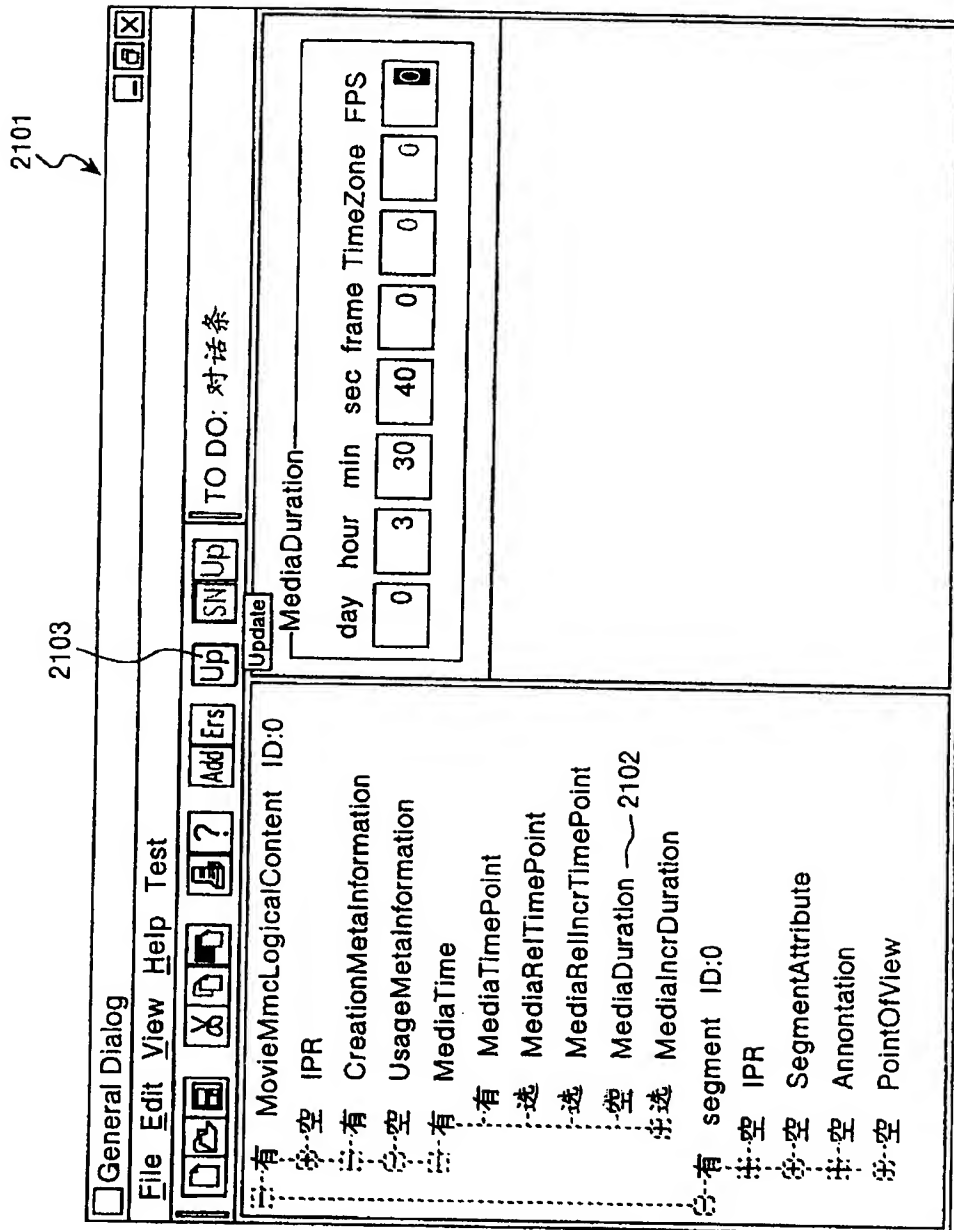 2101
General Dialog
File Edit View Help Test
2103
? Add Ers Up SN Up TO DO: 对话条
Update
有 MovieMmcLogicalContent ID:0
空 IPR
有 CreationMetaInformation
空 UsageMetaInformation
有 MediaTime
有 MediaTimePoint
选 MediaRelTimePoint
选 MediaRelIncrTimePoint
空 MediaDuration 2102
选 MediaIncrDuration
有 segment ID:0
空 IPR
空 SegmentAttribute
空 Annontation
空 PointOfView
MediaDuration
day hour min sec frame TimeZone FPS
0 3 30 40 0 0 0 0